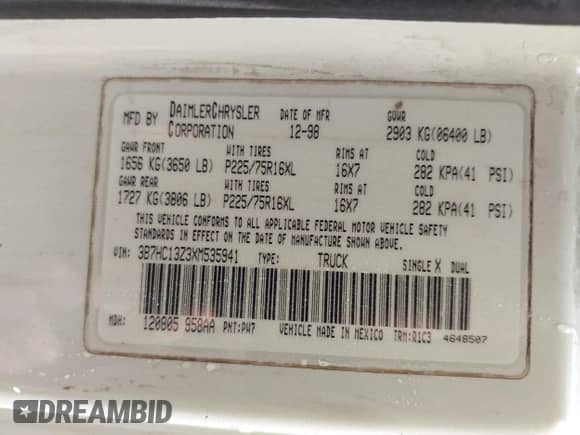 MFD BY DAIMLERCHRYSLER CORPORATION DATE OF MFR 12-98 GVWR 2903 KG(06400 LB)
GAWR FRONT WITH TIRES RIMS AT COLD
1656 KG(3650 LB) P225/75R16XL 16X7 282 KPA(41 PSI)
GAWR REAR WITH TIRES RIMS AT COLD
1727 KG(3806 LB) P225/75R16XL 16X7 282 KPA(41 PSI)
THIS VEHICLE CONFORMS TO ALL APPLICABLE FEDERAL MOTOR VEHICLE SAFETY
STANDARDS IN EFFECT ON THE DATE OF MANUFACTURE SHOWN ABOVE.
VIN: 3B7HC13Z3XM535941 TYPE: TRUCK SINGLE X DUAL
MDH: 120805 958AA PNT:PW7 VEHICLE MADE IN MEXICO TRM:R1C3 4648507
DREAMBID